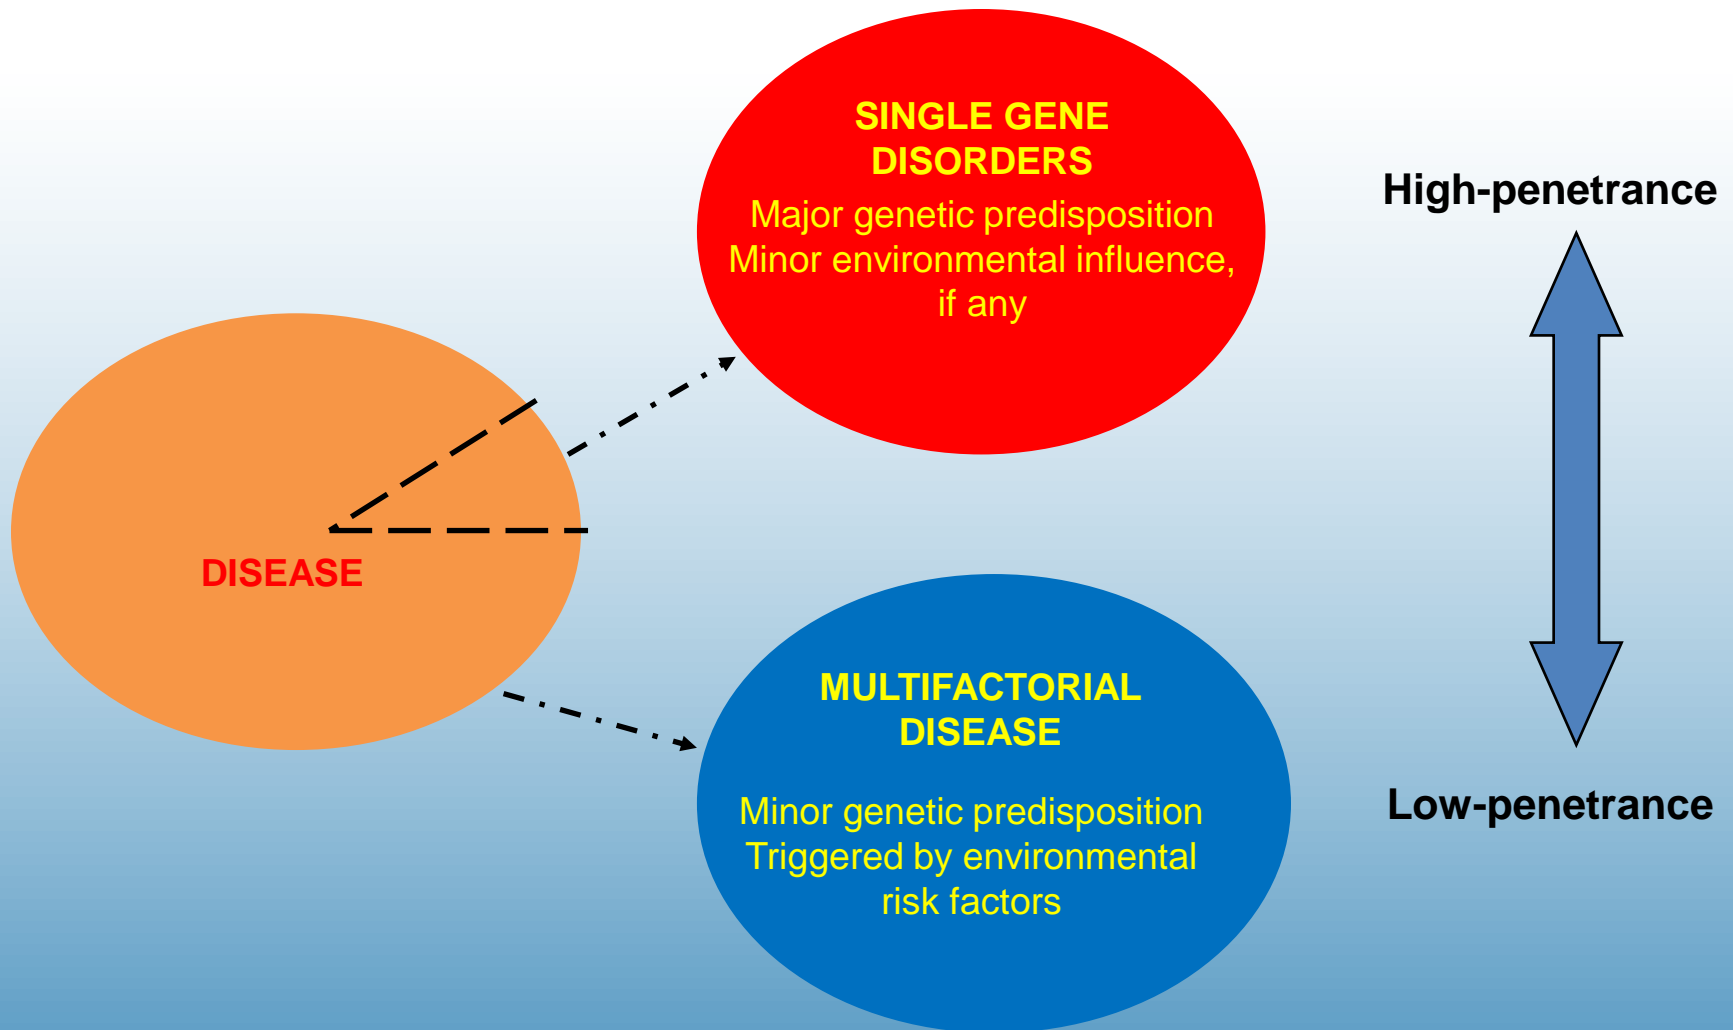 SINGLE GENE
DISORDERS
Major genetic predisposition
Minor environmental influence,
if any
High-penetrance
DISEASE
MULTIFACTORIAL
DISEASE
Minor genetic predisposition
Triggered by environmental
risk factors
Low-penetrance